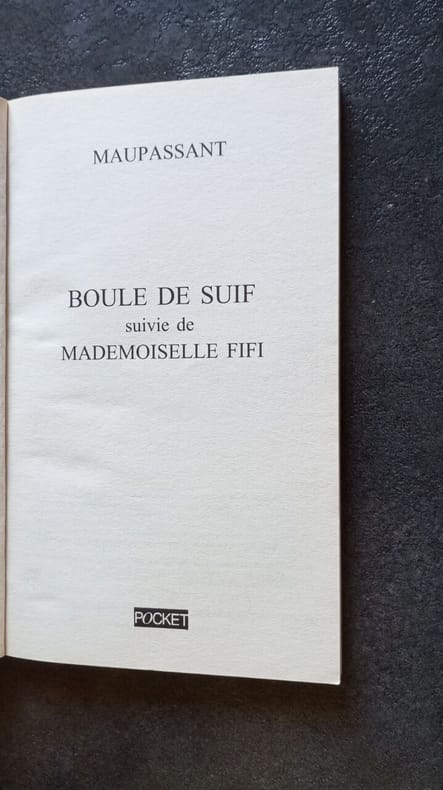 MAUPASSANT
BOULE DE SUIF
suivie de
MADEMOISELLE FIFI
POCKET